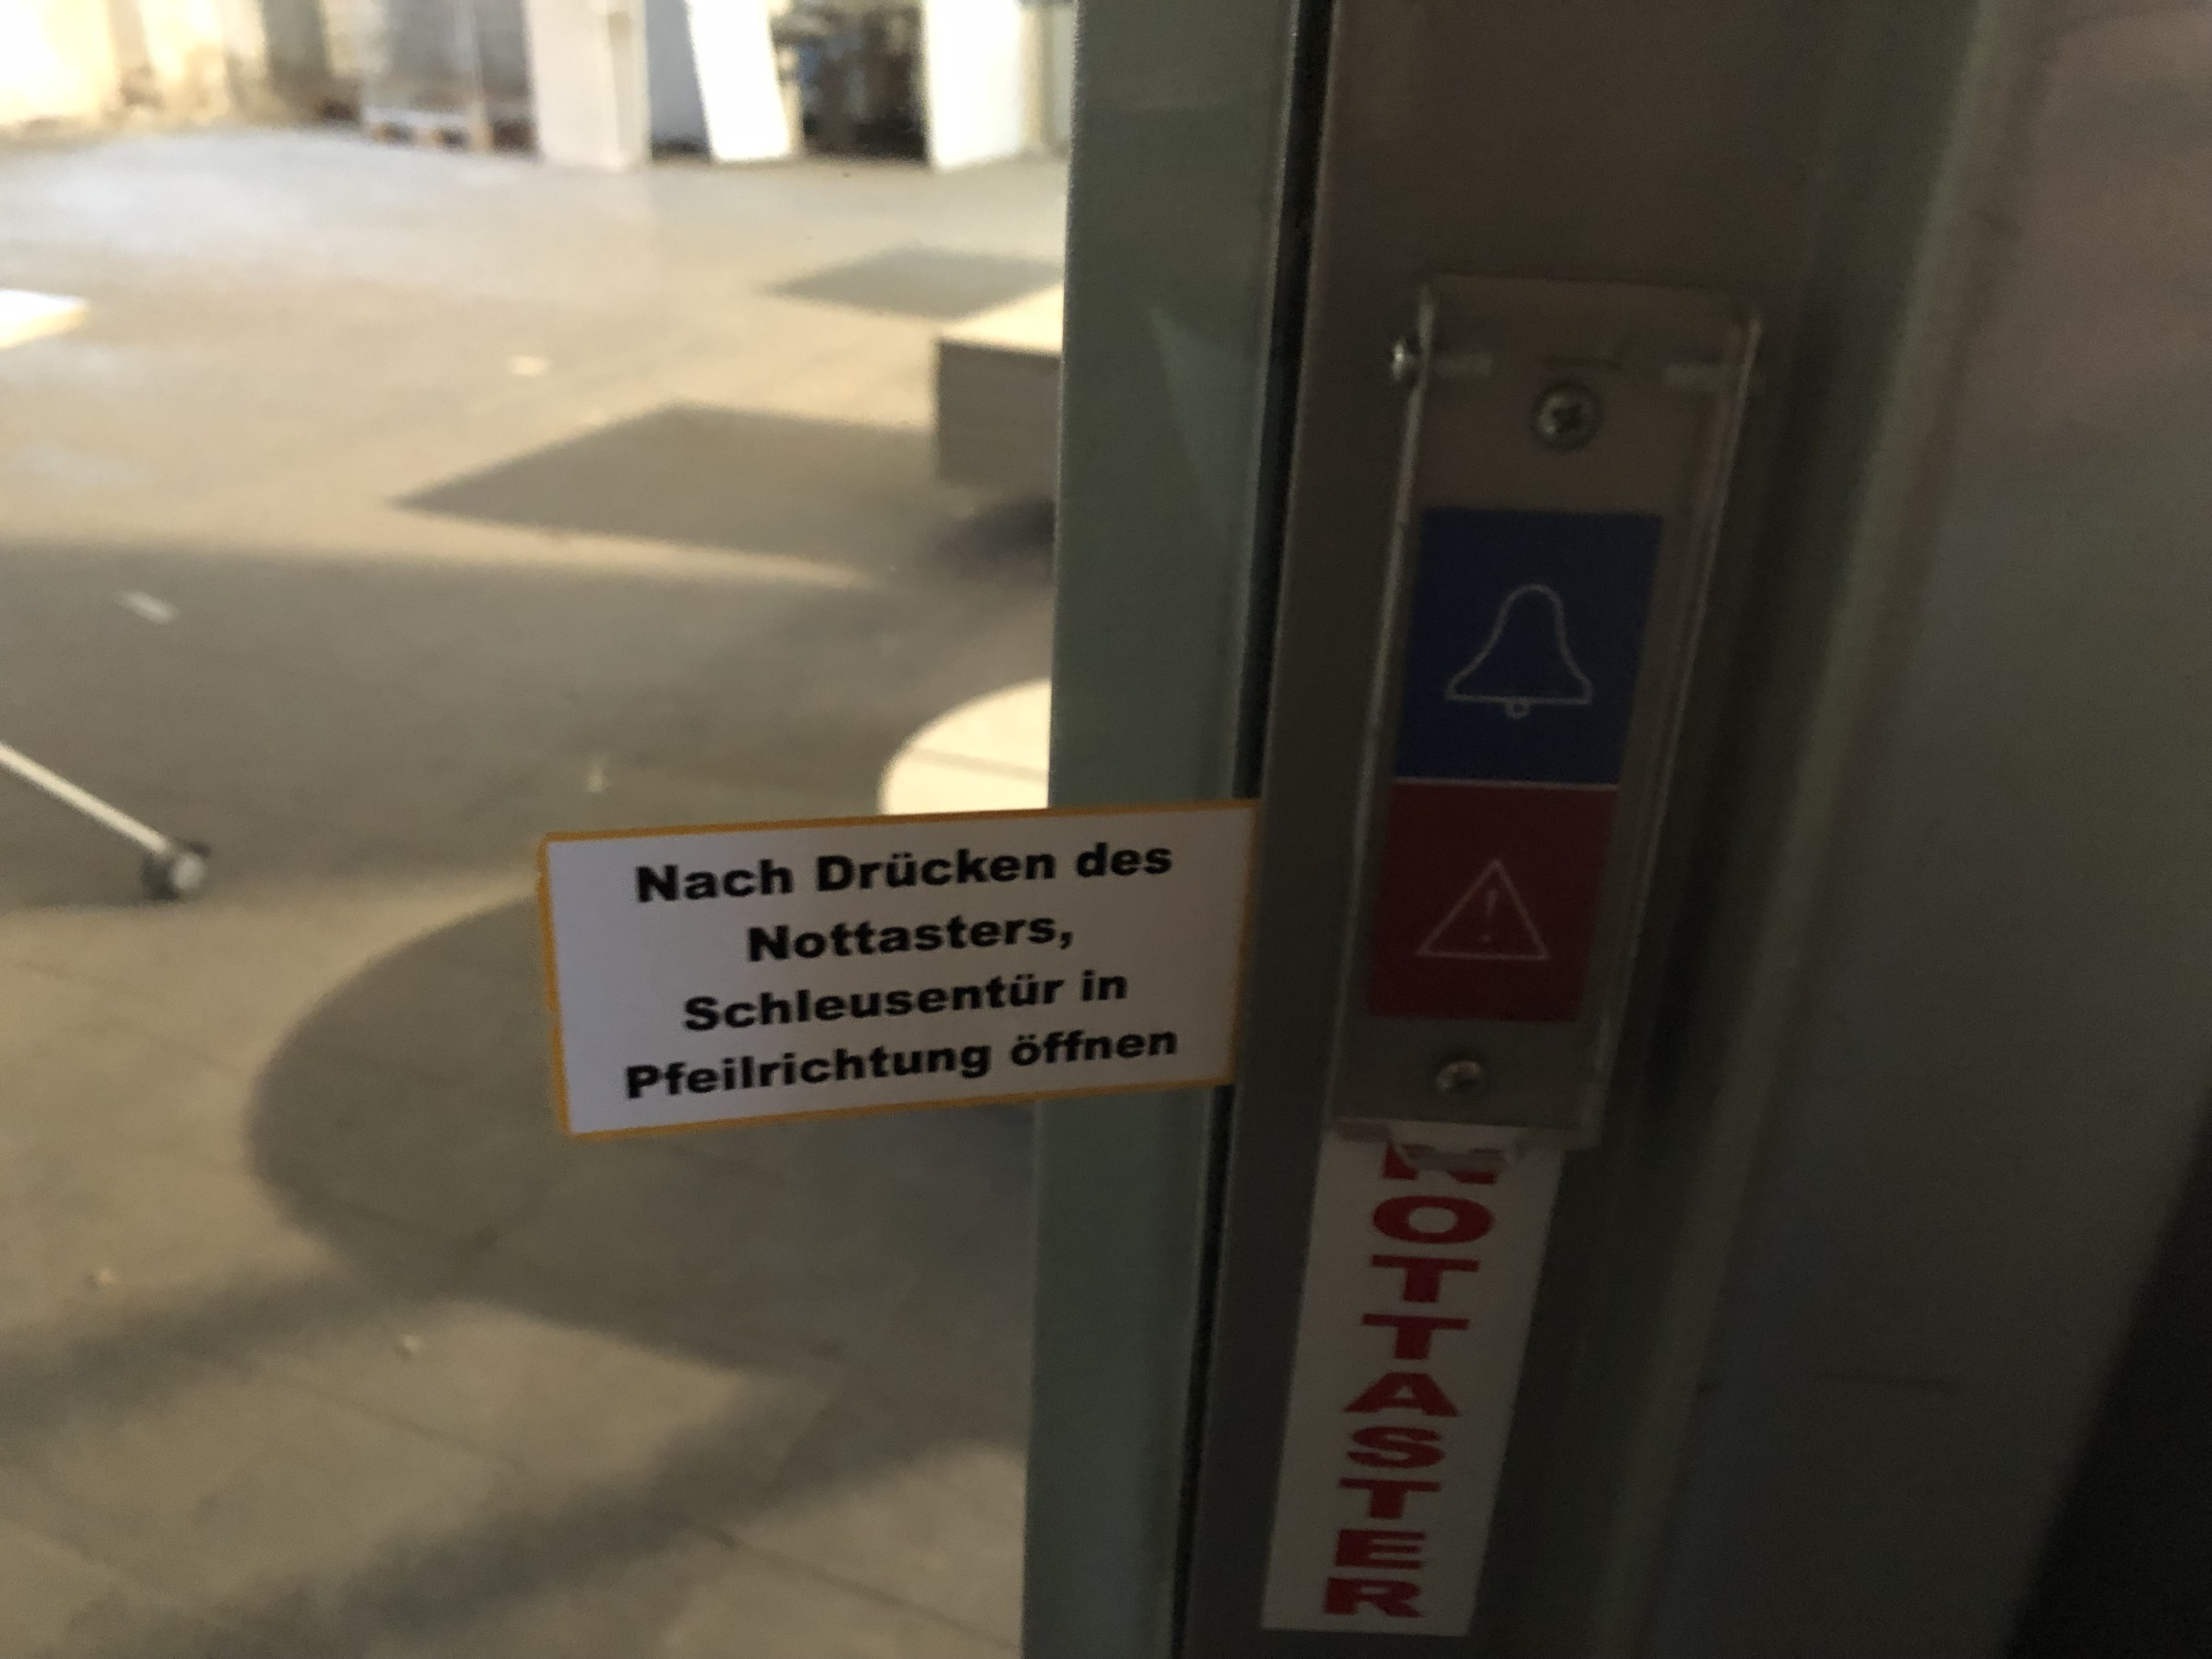 Nach Drücken des
Nottasters,
Schleusentür in
Pfeilrichtung öffnen
NOTTASTER